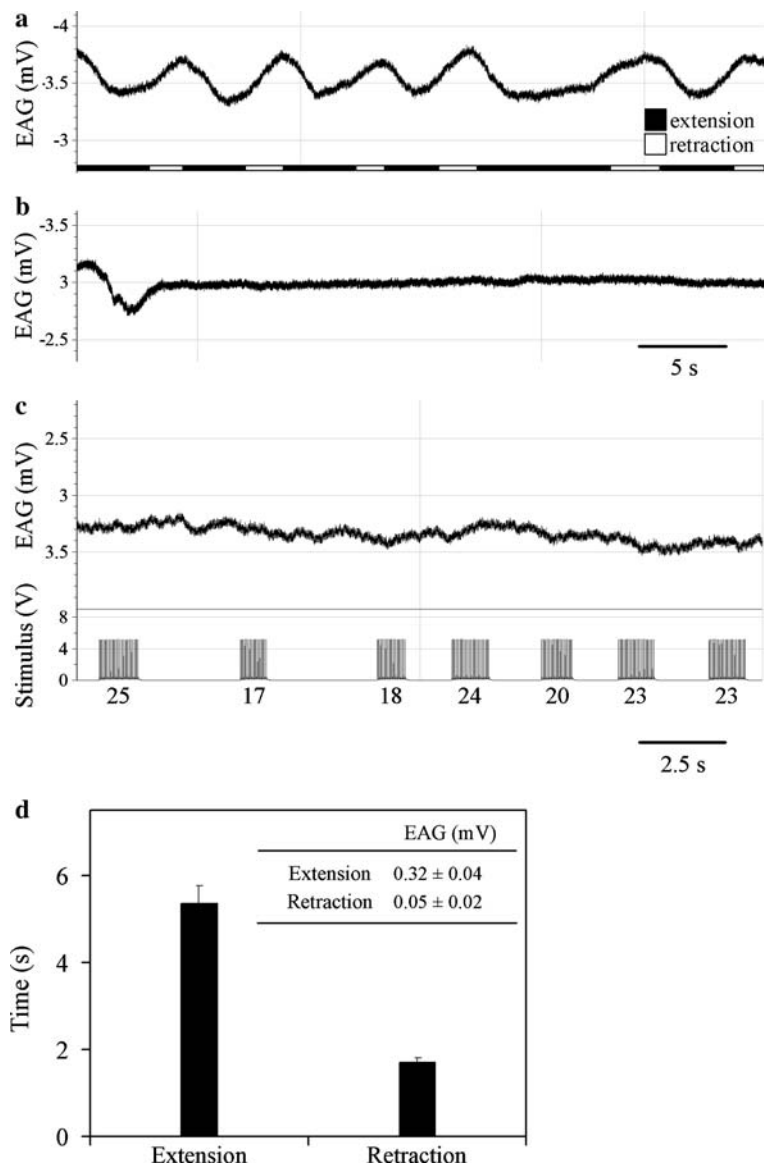 a
EAG (mV)
-4
-3.5
-3
extension
retraction
b
EAG (mV)
-3.5
3
-2.5
5 s
c
EAG (mV)
2.5
3
3.5
Stimulus (V)
8
4
0
25 17 18 24 20 23 23
2.5 s
d
Time (s)
6
4
2
0
EAG (mV)
Extension 0.32 ± 0.04
Retraction 0.05 ± 0.02
Extension Retraction